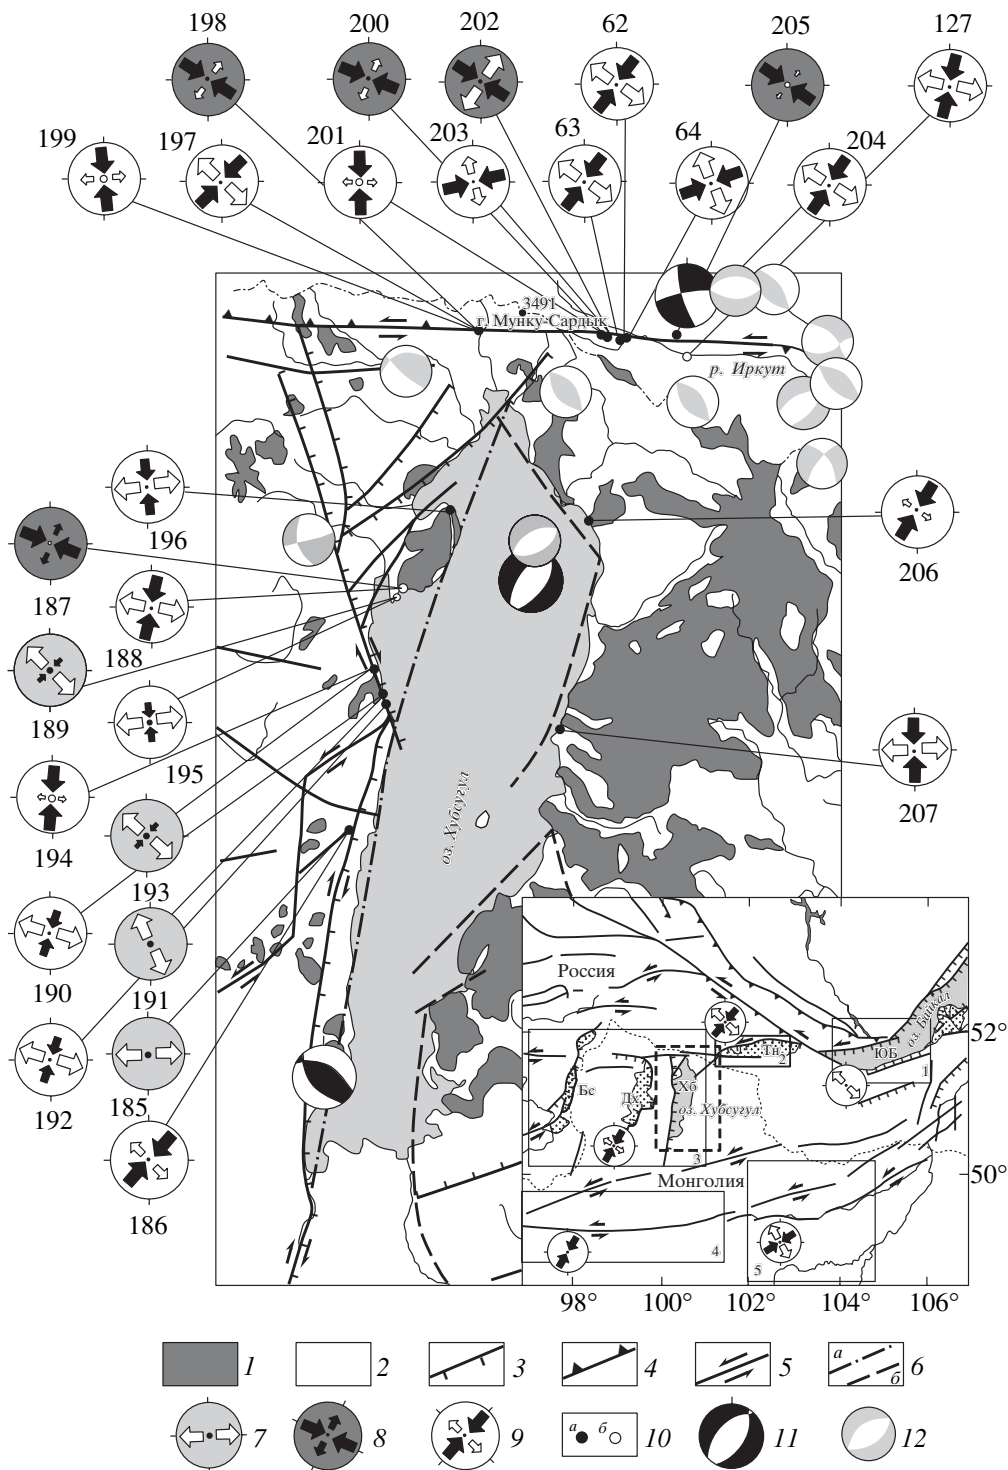 198 200 202 62 205 127
199 197 201 203 63 64 204
3491
г. Мунку-Сардык
р. Иркут
196
187
206
188
189
195
207
194
193
оз. Хубсугул
190
191
192
185
186
Россия
оз. Байкал
52°
ЮБ
Тн
2
1
Бс
Дх
Хб
оз. Хубсугул
3
50°
Монголия
4
5
98° 100° 102° 104° 106°
1 2 3 4 5 а б 6
7 8 9 а б 10 11 12